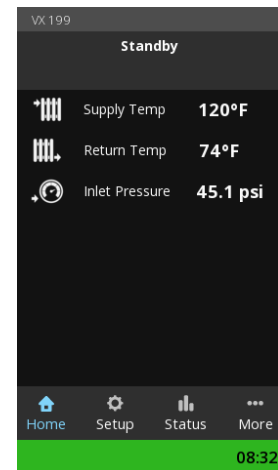 VX 199
Standby
Supply Temp 120°F
Return Temp 74°F
Inlet Pressure 45.1 psi
Home Setup Status More
08:32